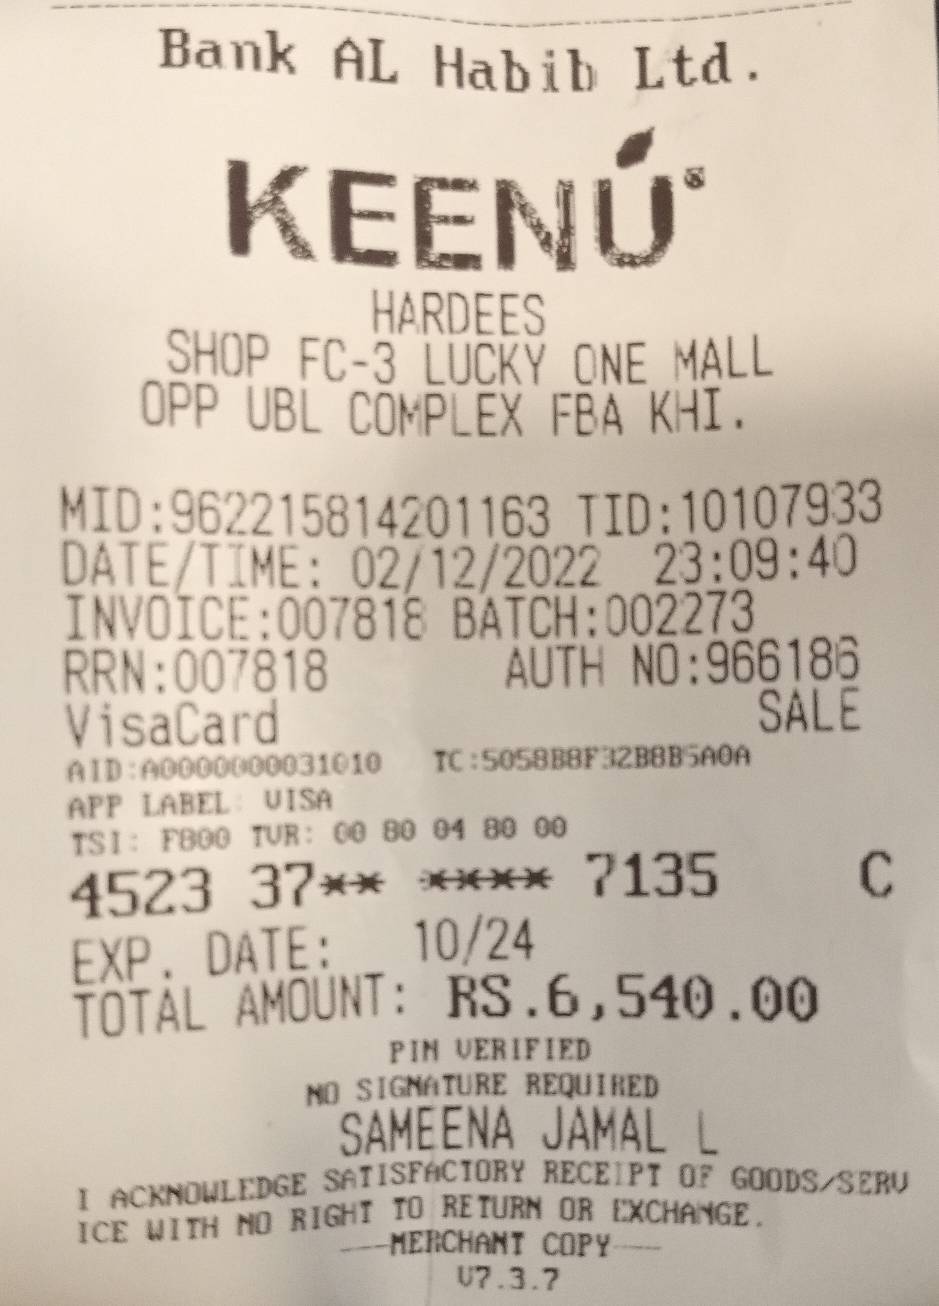 Bank AL Habib Ltd.
KEENÚ®
HARDEES
SHOP FC-3 LUCKY ONE MALL
OPP UBL COMPLEX FBA KHI.
MID:962215814201163 TID:10107933
DATE/TIME: 02/12/2022 23:09:40
INVOICE:007818 BATCH:002273
RRN:007818 AUTH NO:966186
VisaCard SALE
AID:A0000000031010 TC:5058B8F32B8B5A0A
APP LABEL: VISA
TSI: F800 TVR: 00 80 04 80 00
4523 37** **** 7135 C
EXP. DATE: 10/24
TOTAL AMOUNT: RS.6,540.00
PIN VERIFIED
NO SIGNATURE REQUIRED
SAMEENA JAMAL L
I ACKNOWLEDGE SATISFACTORY RECEIPT OF GOODS/SERV
ICE WITH NO RIGHT TO RETURN OR EXCHANGE.
----MERCHANT COPY----
V7.3.7